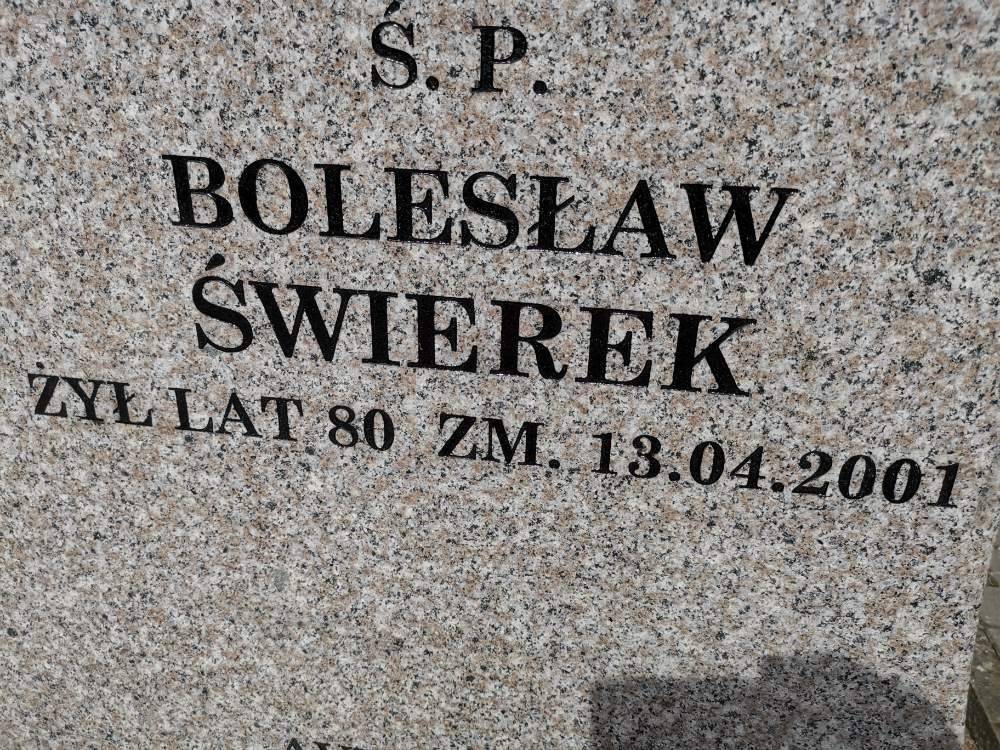 Ś. P.
BOLESŁAW
ŚWIEREK
ŻYŁ LAT 80 ZM. 13.04.2001